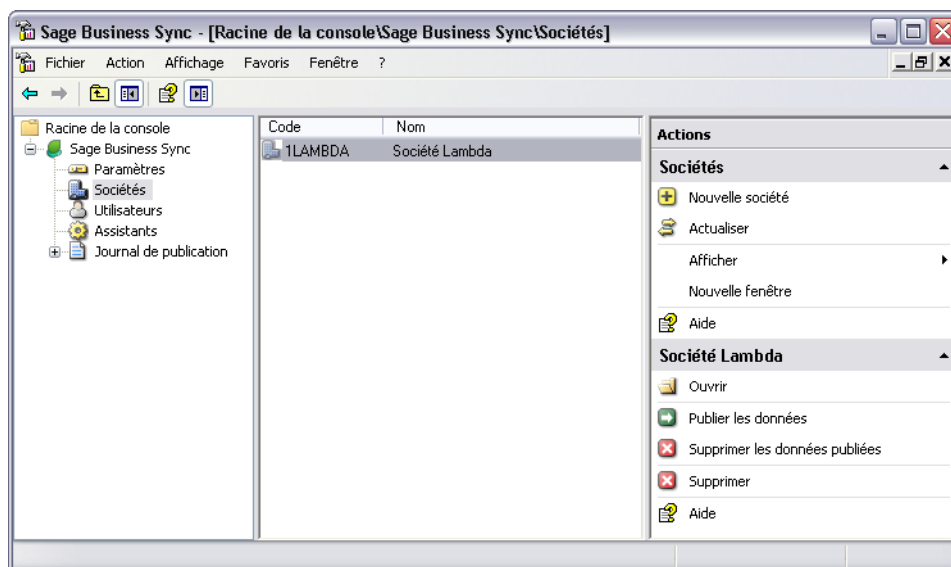 Sage Business Sync - [Racine de la console\Sage Business Sync\Sociétés]
Fichier Action Affichage Favoris Fenêtre ?
Racine de la console
Sage Business Sync
Paramètres
Sociétés
Utilisateurs
Assistants
Journal de publication
Code Nom
1LAMBDA Société Lambda
Actions
Sociétés
Nouvelle société
Actualiser
Afficher
Nouvelle fenêtre
Aide
Société Lambda
Ouvrir
Publier les données
Supprimer les données publiées
Supprimer
Aide